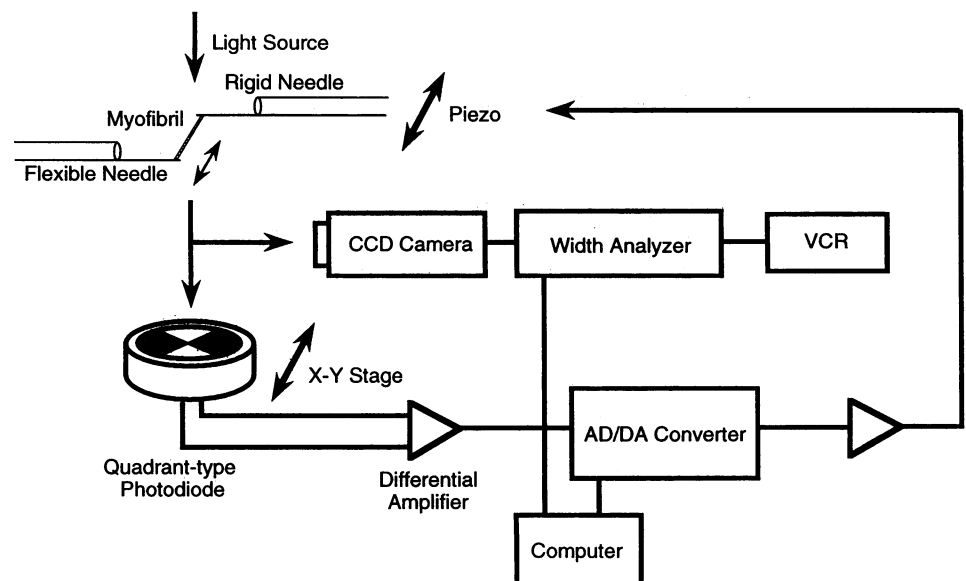 Light Source
Rigid Needle
Myofibril
Piezo
Flexible Needle
CCD Camera
Width Analyzer
VCR
X-Y Stage
AD/DA Converter
Quadrant-type
Photodiode
Differential
Amplifier
Computer